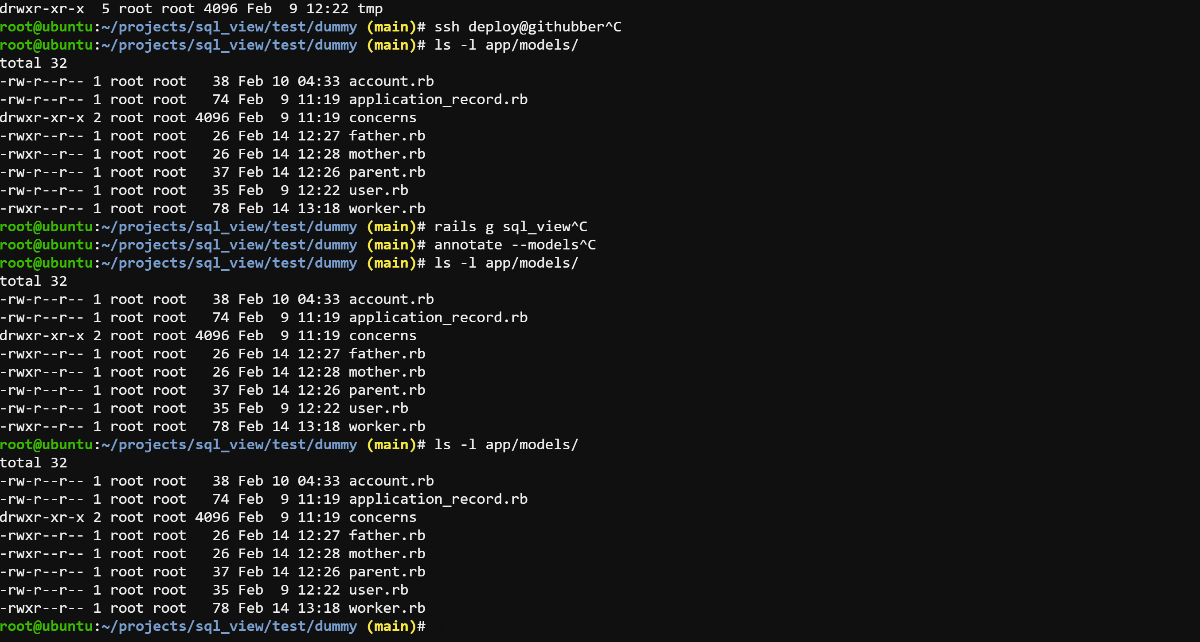 drwxr-xr-x  5 root root 4096 Feb  9 12:22 tmp
root@ubuntu:~/projects/sql_view/test/dummy (main)# ssh deploy@githubber^C
root@ubuntu:~/projects/sql_view/test/dummy (main)# ls -l app/models/
total 32
-rw-r--r-- 1 root root   38 Feb 10 04:33 account.rb
-rw-r--r-- 1 root root   74 Feb  9 11:19 application_record.rb
drwxr-xr-x 2 root root 4096 Feb  9 11:19 concerns
-rwxr--r-- 1 root root   26 Feb 14 12:27 father.rb
-rwxr--r-- 1 root root   26 Feb 14 12:28 mother.rb
-rwxr--r-- 1 root root   37 Feb 14 12:26 parent.rb
-rw-r--r-- 1 root root   35 Feb  9 12:22 user.rb
-rwxr--r-- 1 root root   78 Feb 14 13:18 worker.rb
root@ubuntu:~/projects/sql_view/test/dummy (main)# rails g sql_view^C
root@ubuntu:~/projects/sql_view/test/dummy (main)# annotate --models^C
root@ubuntu:~/projects/sql_view/test/dummy (main)# ls -l app/models/
total 32
-rw-r--r-- 1 root root   38 Feb 10 04:33 account.rb
-rw-r--r-- 1 root root   74 Feb  9 11:19 application_record.rb
drwxr-xr-x 2 root root 4096 Feb  9 11:19 concerns
-rwxr--r-- 1 root root   26 Feb 14 12:27 father.rb
-rwxr--r-- 1 root root   26 Feb 14 12:28 mother.rb
-rwxr--r-- 1 root root   37 Feb 14 12:26 parent.rb
-rw-r--r-- 1 root root   35 Feb  9 12:22 user.rb
-rwxr--r-- 1 root root   78 Feb 14 13:18 worker.rb
root@ubuntu:~/projects/sql_view/test/dummy (main)# ls -l app/models/
total 32
-rw-r--r-- 1 root root   38 Feb 10 04:33 account.rb
-rw-r--r-- 1 root root   74 Feb  9 11:19 application_record.rb
drwxr-xr-x 2 root root 4096 Feb  9 11:19 concerns
-rwxr--r-- 1 root root   26 Feb 14 12:27 father.rb
-rwxr--r-- 1 root root   26 Feb 14 12:28 mother.rb
-rwxr--r-- 1 root root   37 Feb 14 12:26 parent.rb
-rw-r--r-- 1 root root   35 Feb  9 12:22 user.rb
-rwxr--r-- 1 root root   78 Feb 14 13:18 worker.rb
root@ubuntu:~/projects/sql_view/test/dummy (main)#